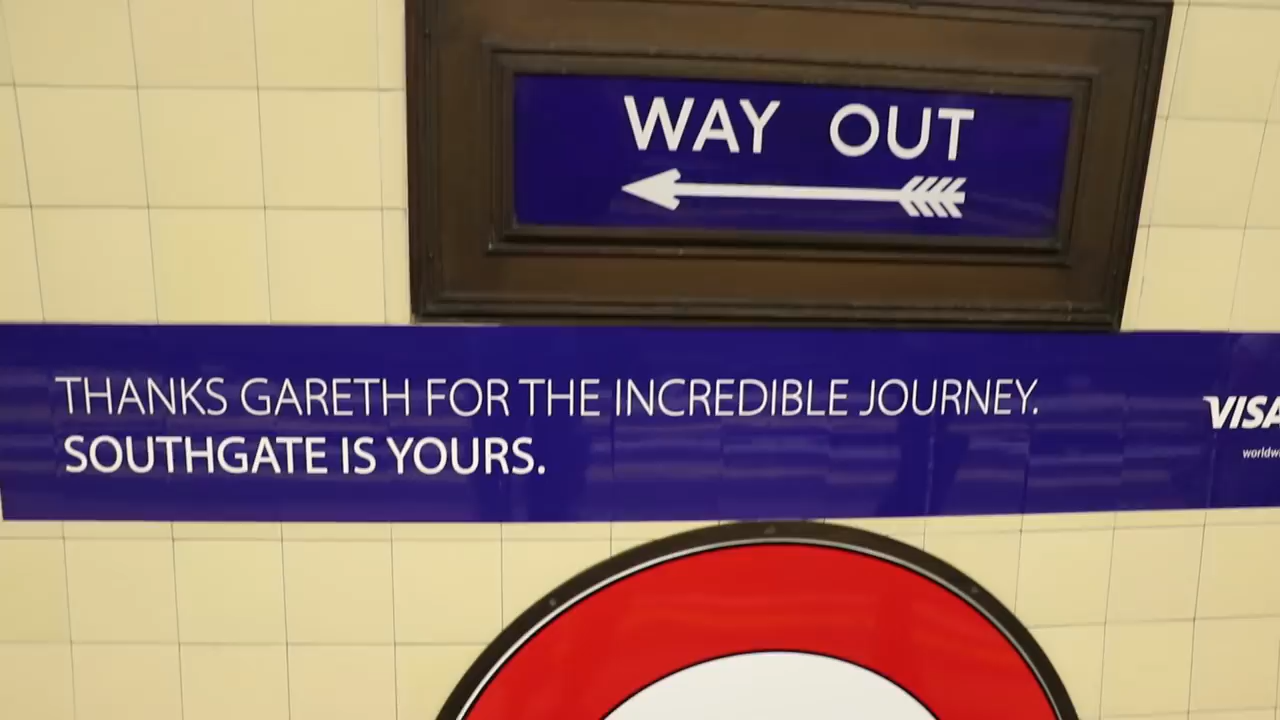 WAY OUT
THANKS GARETH FOR THE INCREDIBLE JOURNEY.
SOUTHGATE IS YOURS.
VISA